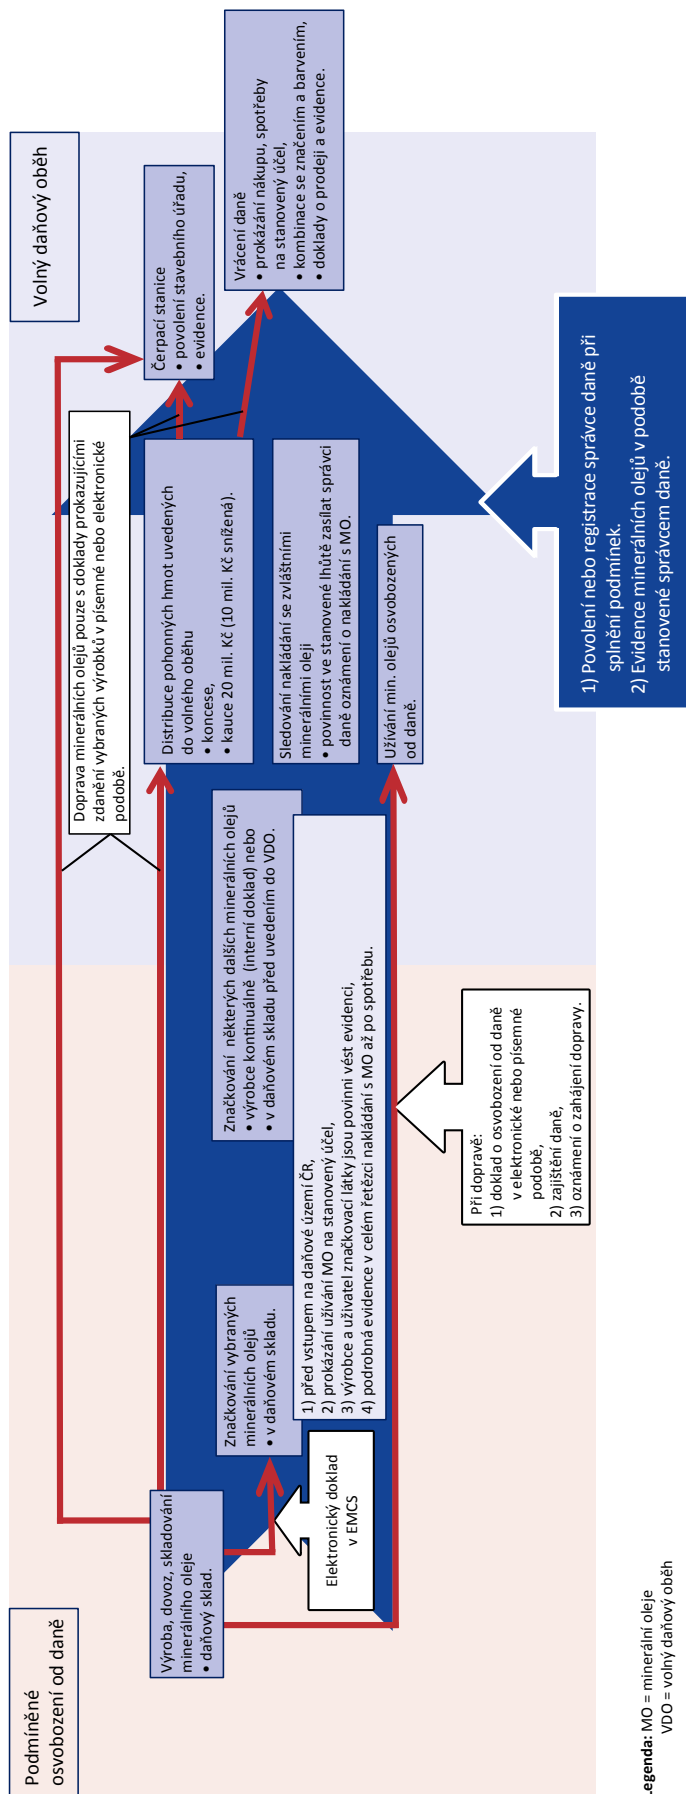 Podmíněné
osvobození od daně
Volný daňový oběh
Výroba, dovoz, skladování
minerálního oleje
• daňový sklad.
Elektronický doklad
v EMCS
Značkování vybraných
minerálních olejů
• v daňovém skladu.
Značkování některých dalších minerálních olejů
• výrobce kontinuálně (interní doklad) nebo
• v daňovém skladu před uvedením do VDO.
1) před vstupem na daňové území ČR,
2) prokázání užívání MO na stanovený účel,
3) výrobce a uživatel značkovací látky jsou povinni vést evidenci,
4) podrobná evidence v celém řetězci nakládání s MO až po spotřebu.
Při dopravě:
1) doklad o osvobození od daně
v elektronické nebo písemné
podobě,
2) zajištění daně,
3) oznámení o zahájení dopravy.
Doprava minerálních olejů pouze s doklady prokazujícími
zdanění vybraných výrobků v písemné nebo elektronické
podobě.
Distribuce pohonných hmot uvedených
do volného oběhu
• koncese,
• kauce 20 mil. Kč (10 mil. Kč snížená).
Sledování nakládání se zvláštními
minerálními oleji
• povinnost ve stanovené lhůtě zasílat správci
daně oznámení o nakládání s MO.
Užívání min. olejů osvobozených
od daně.
Čerpací stanice
• povolení stavebního úřadu,
• evidence.
Vrácení daně
• prokázání nákupu, spotřeby
na stanovený účel,
• kombinace se značením a barvením,
• doklady o prodeji a evidence.
1) Povolení nebo registrace správce daně při
splnění podmínek.
2) Evidence minerálních olejů v podobě
stanovené správcem daně.
Legenda: MO = minerální oleje
VDO = volný daňový oběh